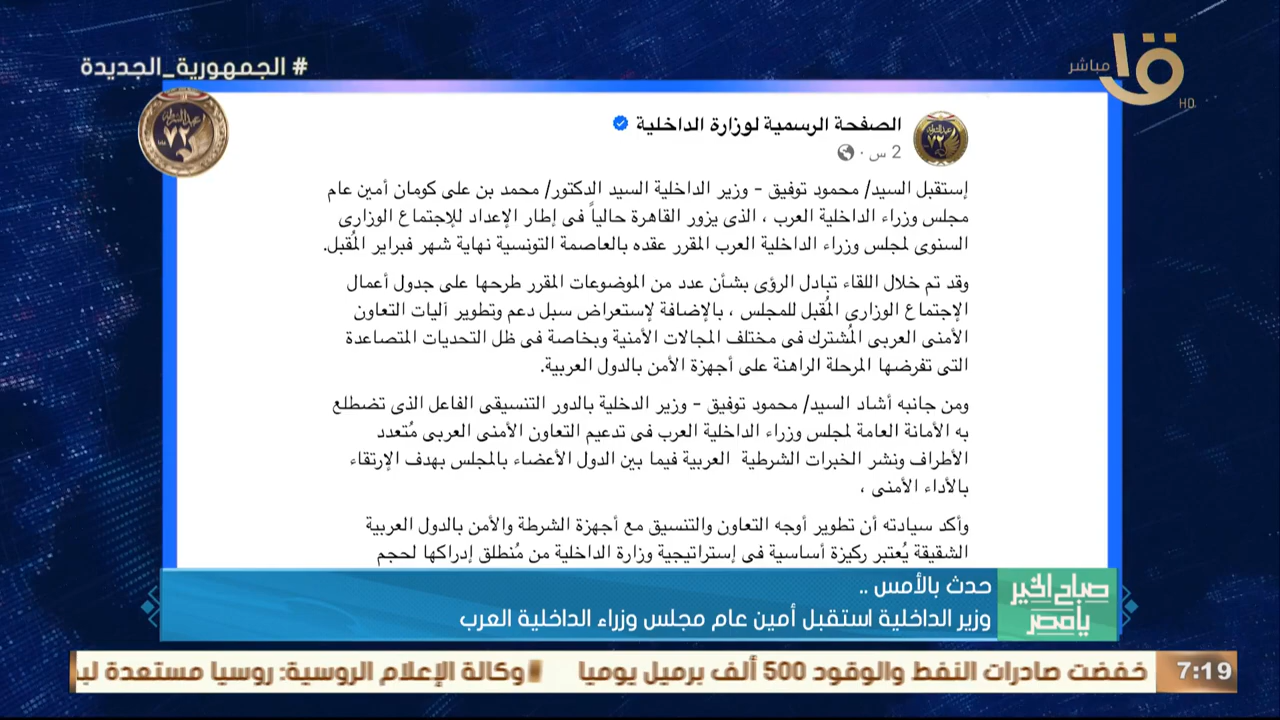 # الجمهورية_الجديدة
مباشر
HD
عيد الشرطة
٧٢
الصفحة الرسمية لوزارة الداخلية
2 س ·
إستقبل السيد/ محمود توفيق - وزير الداخلية السيد الدكتور/ محمد بن على كومان أمين عام
مجلس وزراء الداخلية العرب ، الذى يزور القاهرة حالياً فى إطار الإعداد للإجتماع الوزارى
السنوى لمجلس وزراء الداخلية العرب المقرر عقده بالعاصمة التونسية نهاية شهر فبراير المُقبل.
وقد تم خلال اللقاء تبادل الرؤى بشأن عدد من الموضوعات المقرر طرحها على جدول أعمال
الإجتماع الوزارى المُقبل للمجلس ، بالإضافة لإستعراض سبل دعم وتطوير آليات التعاون
الأمنى العربى المُشترك فى مختلف المجالات الأمنية وبخاصة فى ظل التحديات المتصاعدة
التى تفرضها المرحلة الراهنة على أجهزة الأمن بالدول العربية.
ومن جانبه أشاد السيد/ محمود توفيق - وزير الدخلية بالدور التنسيقى الفاعل الذى تضطلع
به الأمانة العامة لمجلس وزراء الداخلية العرب فى تدعيم التعاون الأمنى العربى مُتعدد
الأطراف ونشر الخبرات الشرطية العربية فيما بين الدول الأعضاء بالمجلس بهدف الإرتقاء
بالأداء الأمنى ،
وأكد سيادته أن تطوير أوجه التعاون والتنسيق مع أجهزة الشرطة والأمن بالدول العربية
الشقيقة يُعتبر ركيزة أساسية فى إستراتيجية وزارة الداخلية من مُنطلق إدراكها لحجم
صباح الخير
يا مصر
حدث بالأمس ..
وزير الداخلية استقبل أمين عام مجلس وزراء الداخلية العرب
7:19
خفضت صادرات النفط والوقود 500 ألف برميل يوميا
وكالة الإعلام الروسية: روسيا مستعدة